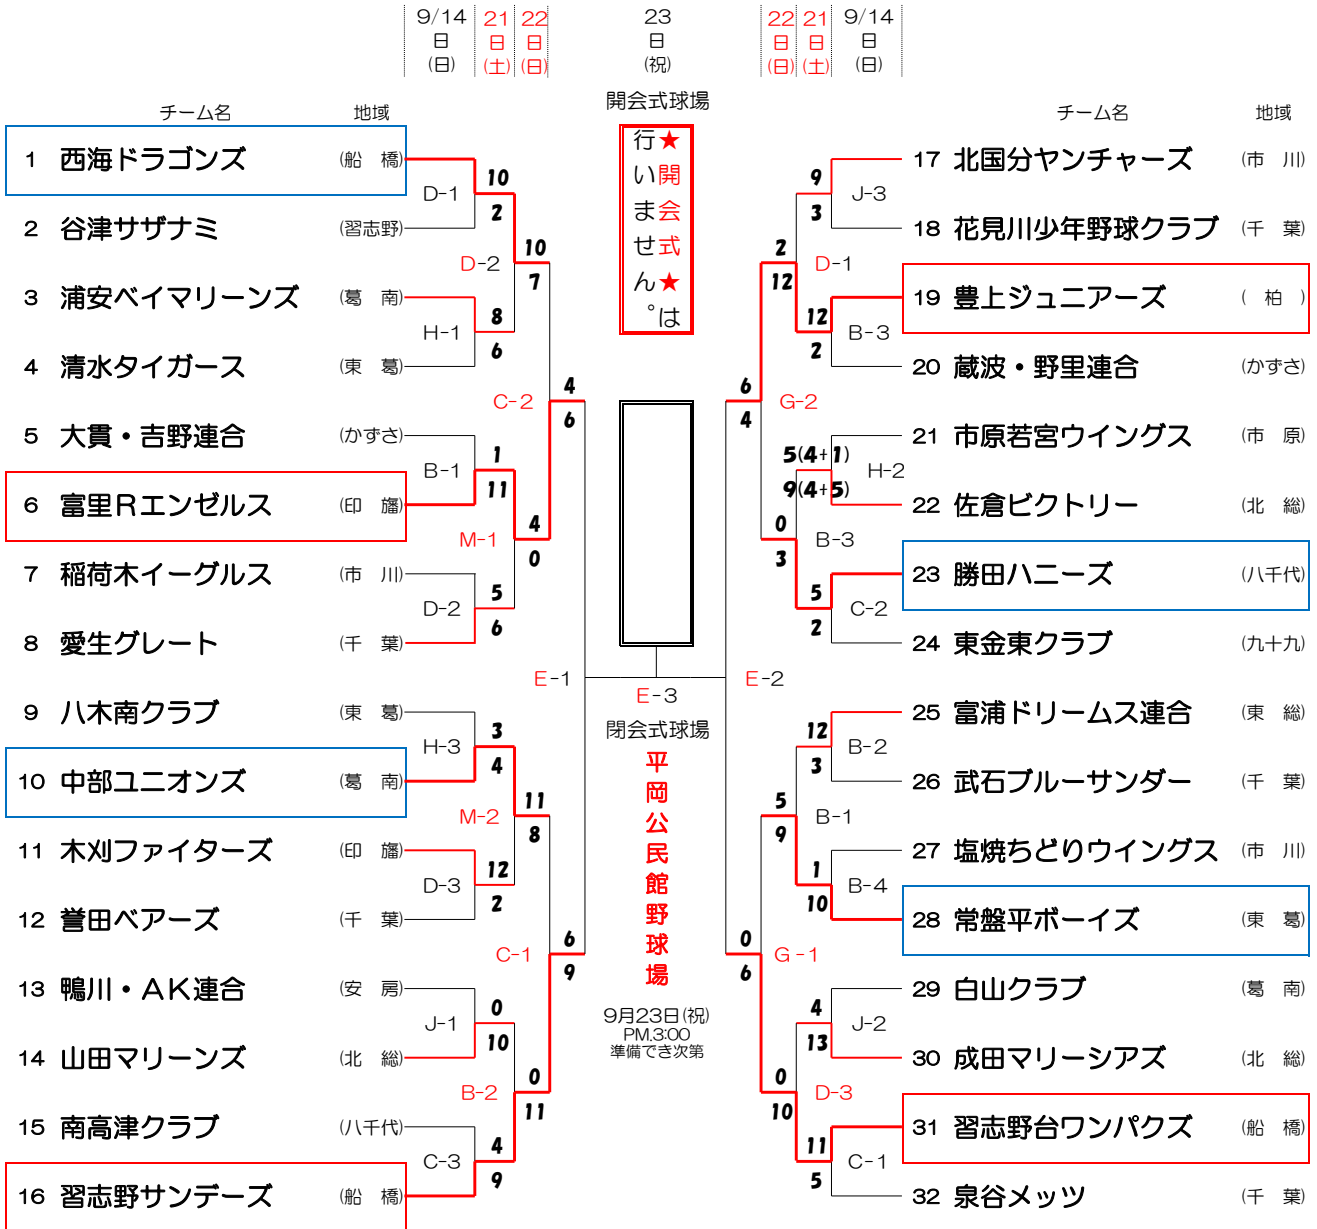 9/14 21 22 23 22 21 9/14
日 日 日 日 日 日 日
(日) (土) (日) (祝) (日) (土) (日)
開会式球場
★開会式★は
行いません。
チーム名 地域
1 西海ドラゴンズ (船 橋)
D-1 10
2
2 谷津サザナミ (習志野)
D-2 10
7
3 浦安ベイマリーンズ (葛 南)
H-1 8
6
4 清水タイガース (東 葛)
C-2 4
6
5 大貫・吉野連合 (かずさ)
B-1 1
11
6 富里Rエンゼルス (印 旛)
M-1 4
0
7 稲荷木イーグルス (市 川)
D-2 5
6
8 愛生グレート (千 葉)
E-1
9 八木南クラブ (東 葛)
H-3 3
4
10 中部ユニオンズ (葛 南)
M-2 11
8
11 木刈ファイターズ (印 旛)
D-3 12
2
12 誉田ベアーズ (千 葉)
C-1 6
9
13 鴨川・AK連合 (安 房)
J-1 0
10
14 山田マリーンズ (北 総)
B-2 0
11
15 南高津クラブ (八千代)
C-3 4
9
16 習志野サンデーズ (船 橋)
E-3
閉会式球場
平岡公民館野球場
9月23日(祝)
PM.3:00
準備でき次第
チーム名 地域
17 北国分ヤンチャーズ (市 川)
9 J-3
3
18 花見川少年野球クラブ (千 葉)
2 D-1
12
19 豊上ジュニアーズ ( 柏 )
12 B-3
2
20 蔵波・野里連合 (かずさ)
6 G-2
4
21 市原若宮ウイングス (市 原)
5(4+1) H-2
9(4+5)
22 佐倉ビクトリー (北 総)
0 B-3
3
23 勝田ハニーズ (八千代)
5 C-2
2
24 東金東クラブ (九十九)
E-2
25 富浦ドリームス連合 (東 総)
12 B-2
3
26 武石ブルーサンダー (千 葉)
5 B-1
9
27 塩焼ちどりウイングス (市 川)
1 B-4
10
28 常盤平ボーイズ (東 葛)
0 G-1
6
29 白山クラブ (葛 南)
4 J-2
13
30 成田マリーシアズ (北 総)
0 D-3
10
31 習志野台ワンパクズ (船 橋)
11 C-1
5
32 泉谷メッツ (千 葉)